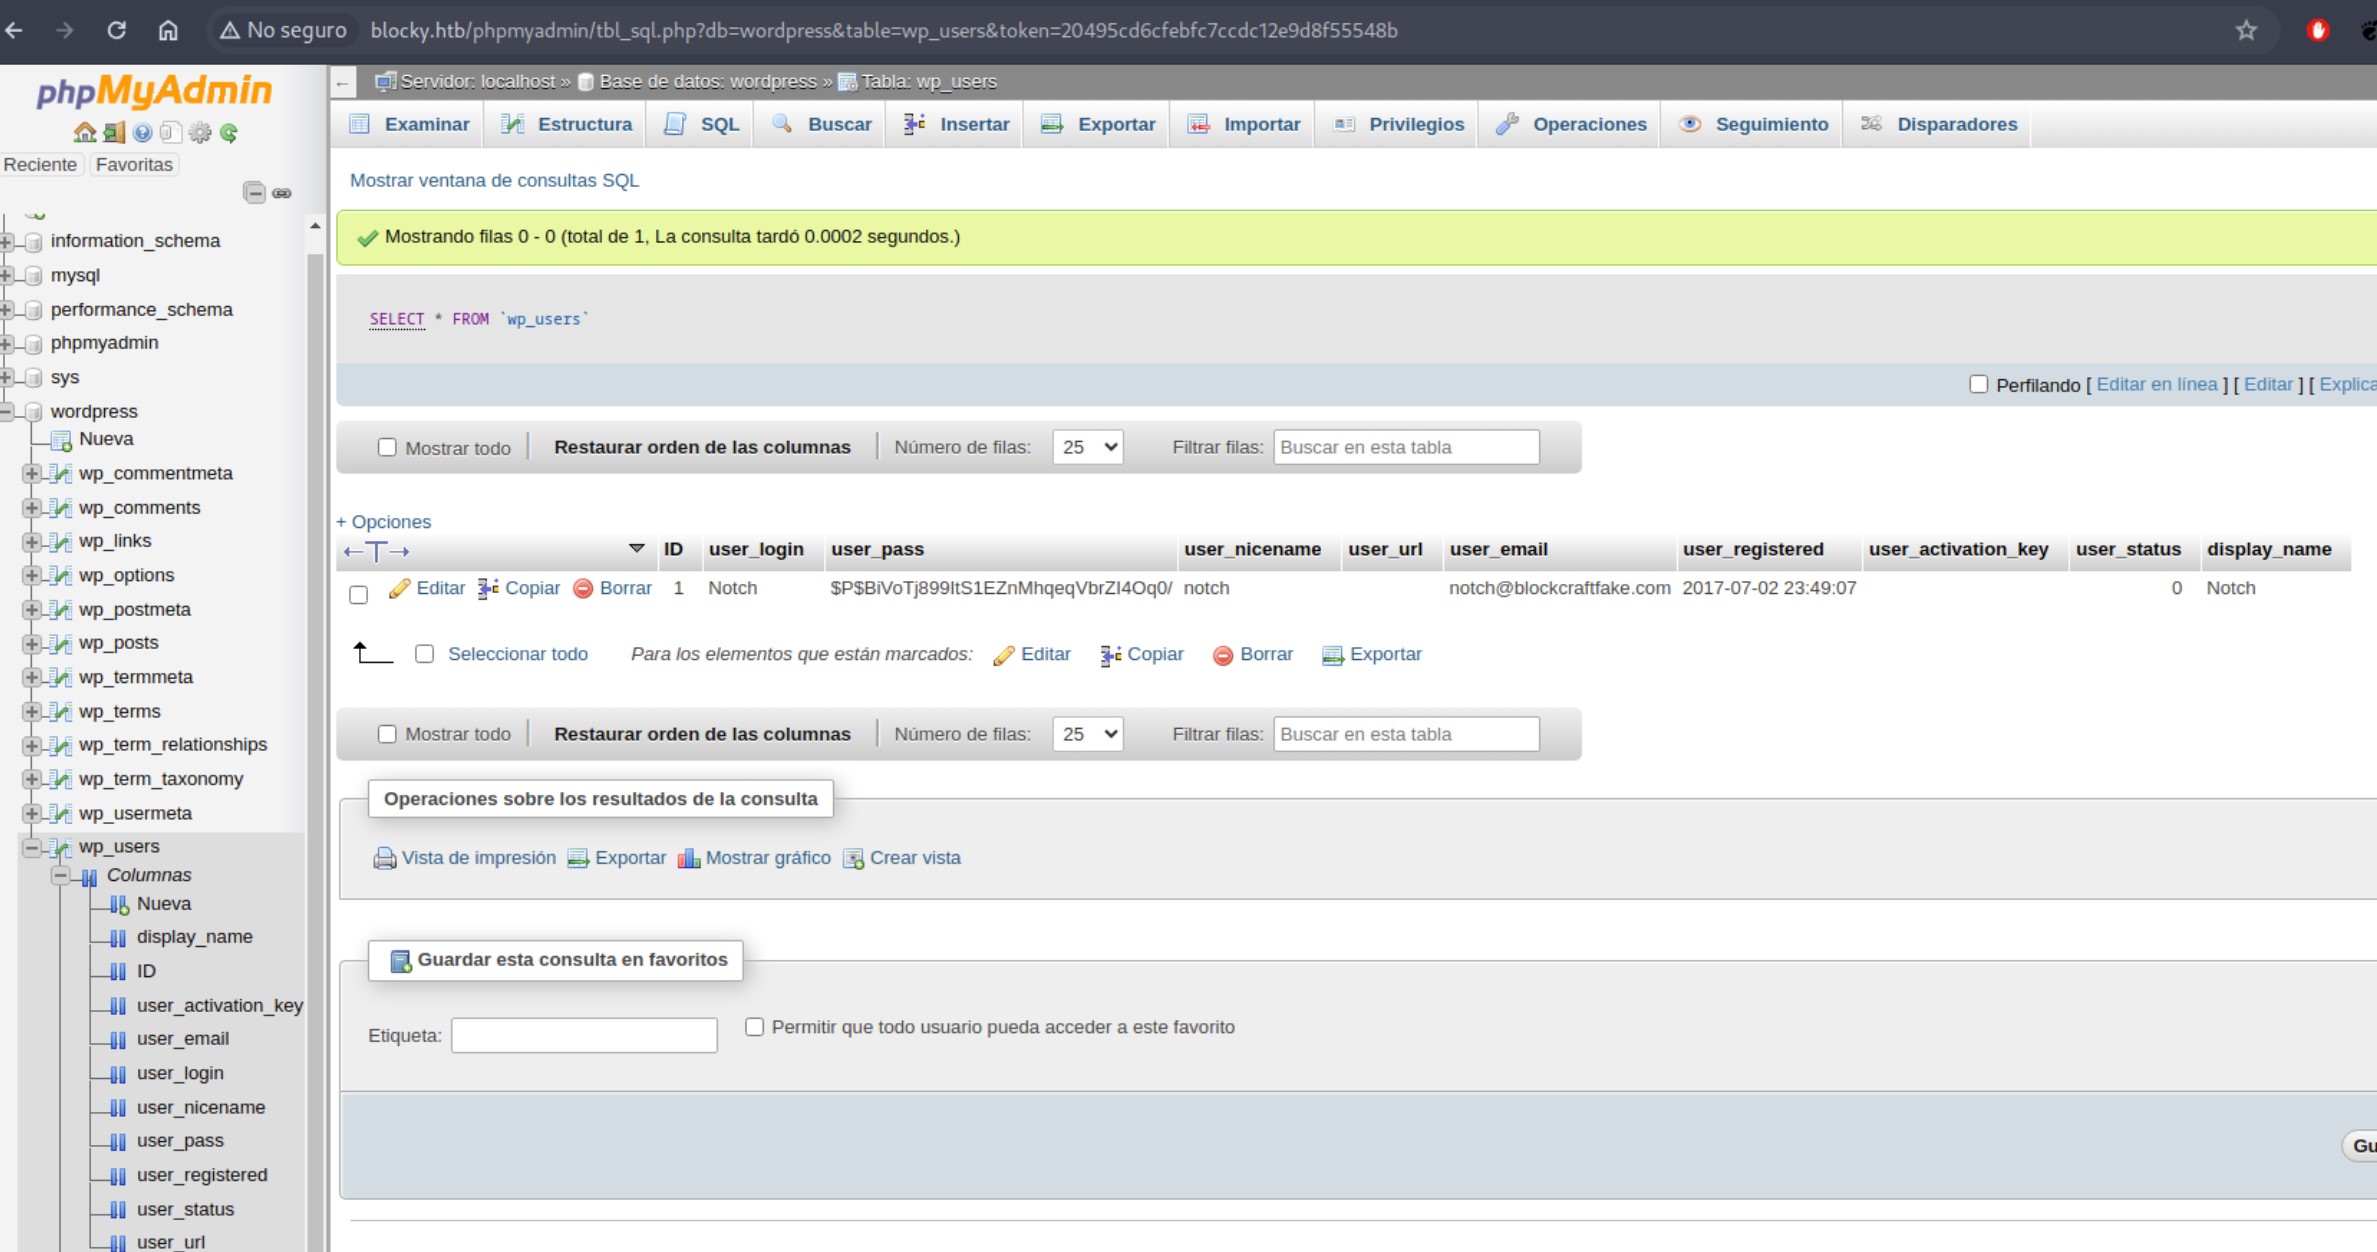 No seguro blocky.htb/phpmyadmin/tbl_sql.php?db=wordpress&table=wp_users&token=20495cd6cfebfc7ccdc12e9d8f55548b
phpMyAdmin
Reciente Favoritas
information_schema
mysql
performance_schema
phpmyadmin
sys
wordpress
Nueva
wp_commentmeta
wp_comments
wp_links
wp_options
wp_postmeta
wp_posts
wp_termmeta
wp_terms
wp_term_relationships
wp_term_taxonomy
wp_usermeta
wp_users
Columnas
Nueva
display_name
ID
user_activation_key
user_email
user_login
user_nicename
user_pass
user_registered
user_status
user_url
Servidor: localhost » Base de datos: wordpress » Tabla: wp_users
Examinar Estructura SQL Buscar Insertar Exportar Importar Privilegios Operaciones Seguimiento Disparadores
Mostrar ventana de consultas SQL
Mostrando filas 0 - 0 (total de 1, La consulta tardó 0.0002 segundos.)
SELECT * FROM `wp_users`
Perfilando [ Editar en línea ] [ Editar ] [ Explica
Mostrar todo Restaurar orden de las columnas Número de filas: 25 Filtrar filas: Buscar en esta tabla
+ Opciones
←T→ ID user_login user_pass user_nicename user_url user_email user_registered user_activation_key user_status display_name
Editar Copiar Borrar 1 Notch $P$BiVoTj899ItS1EZnMhqeqVbrZI4Oq0/ notch notch@blockcraftfake.com 2017-07-02 23:49:07 0 Notch
Seleccionar todo Para los elementos que están marcados: Editar Copiar Borrar Exportar
Mostrar todo Restaurar orden de las columnas Número de filas: 25 Filtrar filas: Buscar en esta tabla
Operaciones sobre los resultados de la consulta
Vista de impresión Exportar Mostrar gráfico Crear vista
Guardar esta consulta en favoritos
Etiqueta: Permitir que todo usuario pueda acceder a este favorito
Gu